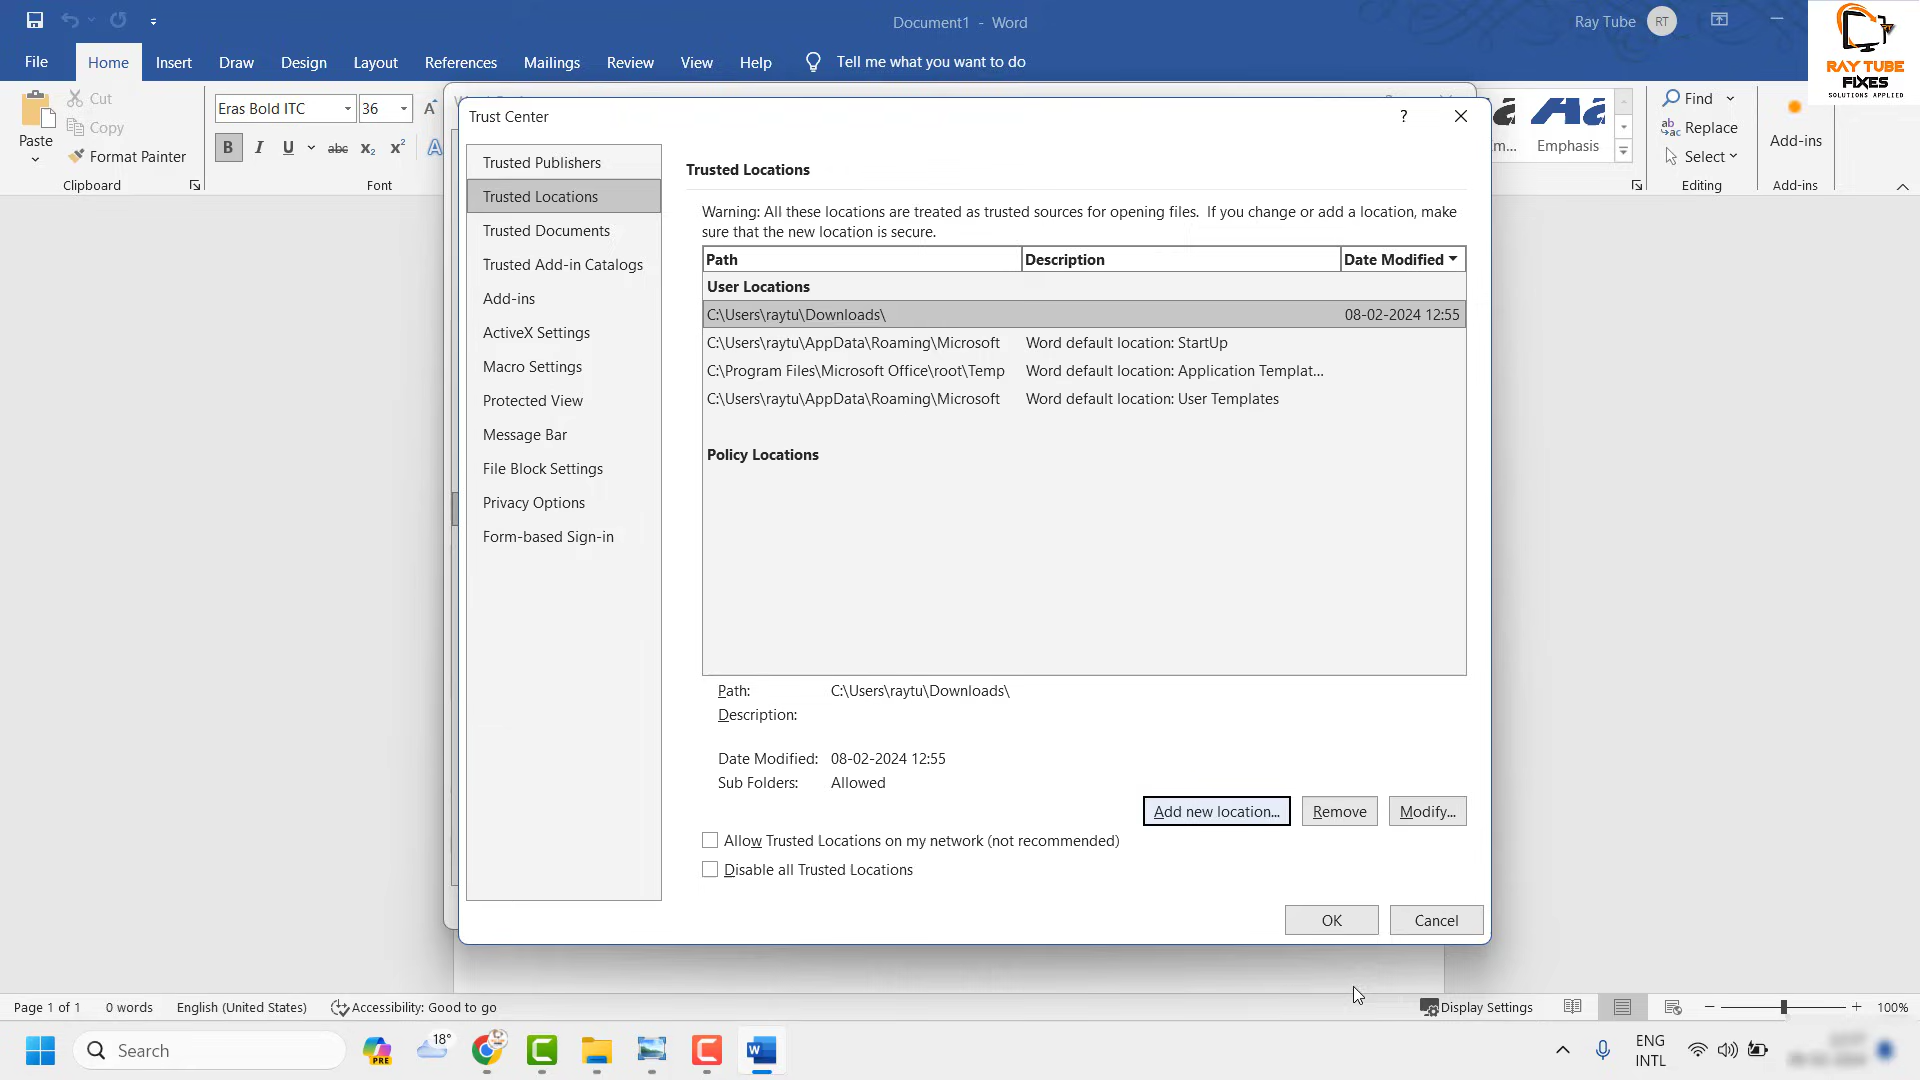 Document1 - Word
Ray Tube RT
File Home Insert Draw Design Layout References Mailings Review View Help Tell me what you want to do
RAY TUBE
FIXES
SOLUTIONS APPLIED
Paste
Cut
Copy
Format Painter
Clipboard
Eras Bold ITC 36 A
B I U abc x₂ x² A
Font
Emphasis
Find
Replace
Select
Editing
Add-ins
Add-ins
Trust Center
?
Trusted Publishers
Trusted Locations
Trusted Documents
Trusted Add-in Catalogs
Add-ins
ActiveX Settings
Macro Settings
Protected View
Message Bar
File Block Settings
Privacy Options
Form-based Sign-in
Trusted Locations
Warning: All these locations are treated as trusted sources for opening files. If you change or add a location, make
sure that the new location is secure.
Path Description Date Modified
User Locations
C:\Users\raytu\Downloads\ 08-02-2024 12:55
C:\Users\raytu\AppData\Roaming\Microsoft Word default location: StartUp
C:\Program Files\Microsoft Office\root\Temp Word default location: Application Templat...
C:\Users\raytu\AppData\Roaming\Microsoft Word default location: User Templates
Policy Locations
Path: C:\Users\raytu\Downloads\
Description:
Date Modified: 08-02-2024 12:55
Sub Folders: Allowed
Add new location... Remove Modify...
Allow Trusted Locations on my network (not recommended)
Disable all Trusted Locations
OK Cancel
Page 1 of 1 0 words English (United States) Accessibility: Good to go Display Settings 100%
Search
PRE
18°
ENG
INTL